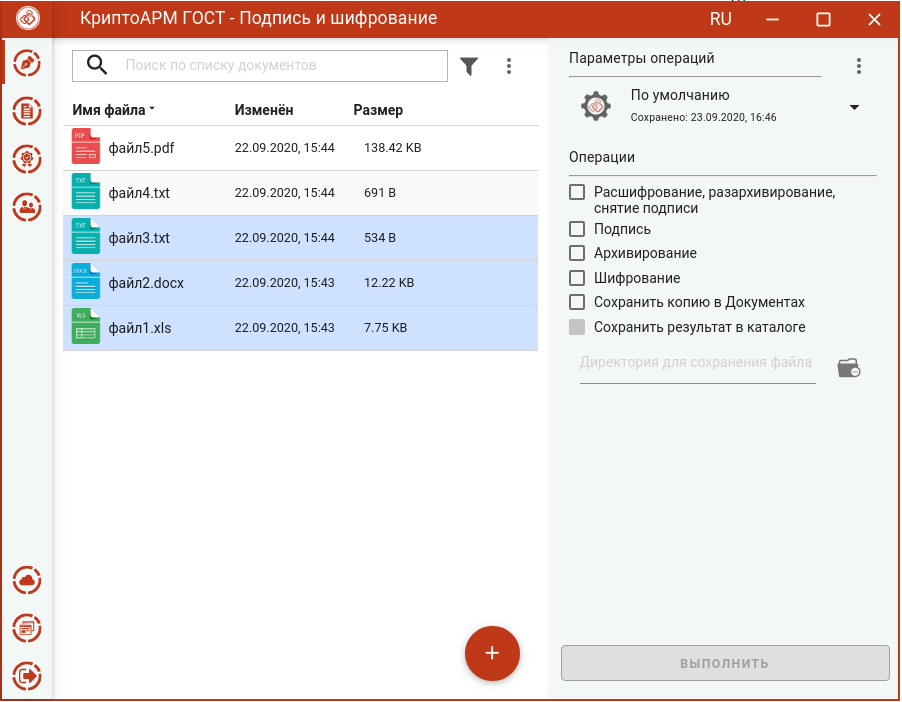 КриптоАРМ ГОСТ - Подпись и шифрование
RU
Поиск по списку документов
Имя файла Изменён Размер
PDF файл5.pdf 22.09.2020, 15:44 138.42 KB
TXT файл4.txt 22.09.2020, 15:44 691 B
TXT файл3.txt 22.09.2020, 15:44 534 B
DOCX файл2.docx 22.09.2020, 15:43 12.22 KB
XLS файл1.xls 22.09.2020, 15:43 7.75 KB
Параметры операций
По умолчанию
Сохранено: 23.09.2020, 16:46
Операции
Расшифрование, разархивирование,
снятие подписи
Подпись
Архивирование
Шифрование
Сохранить копию в Документах
Сохранить результат в каталоге
Директория для сохранения файла
ВЫПОЛНИТЬ